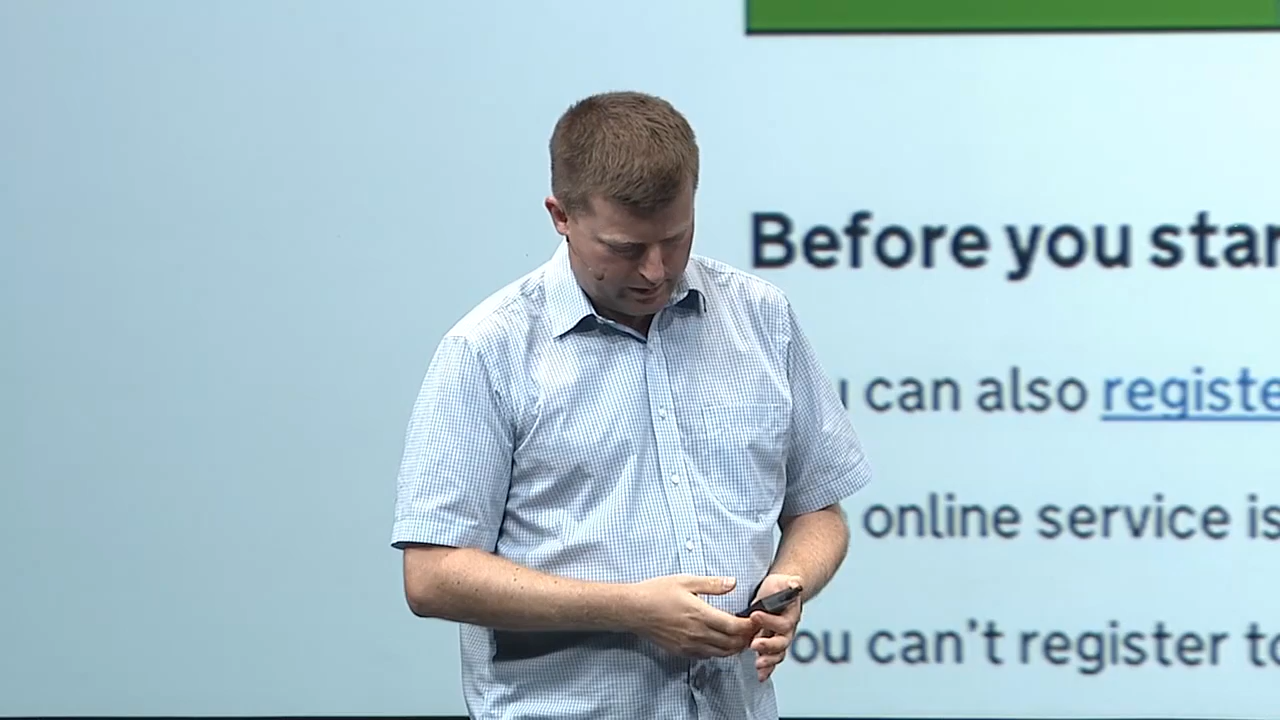 Before you star
can also registe
online service is
ou can't register to